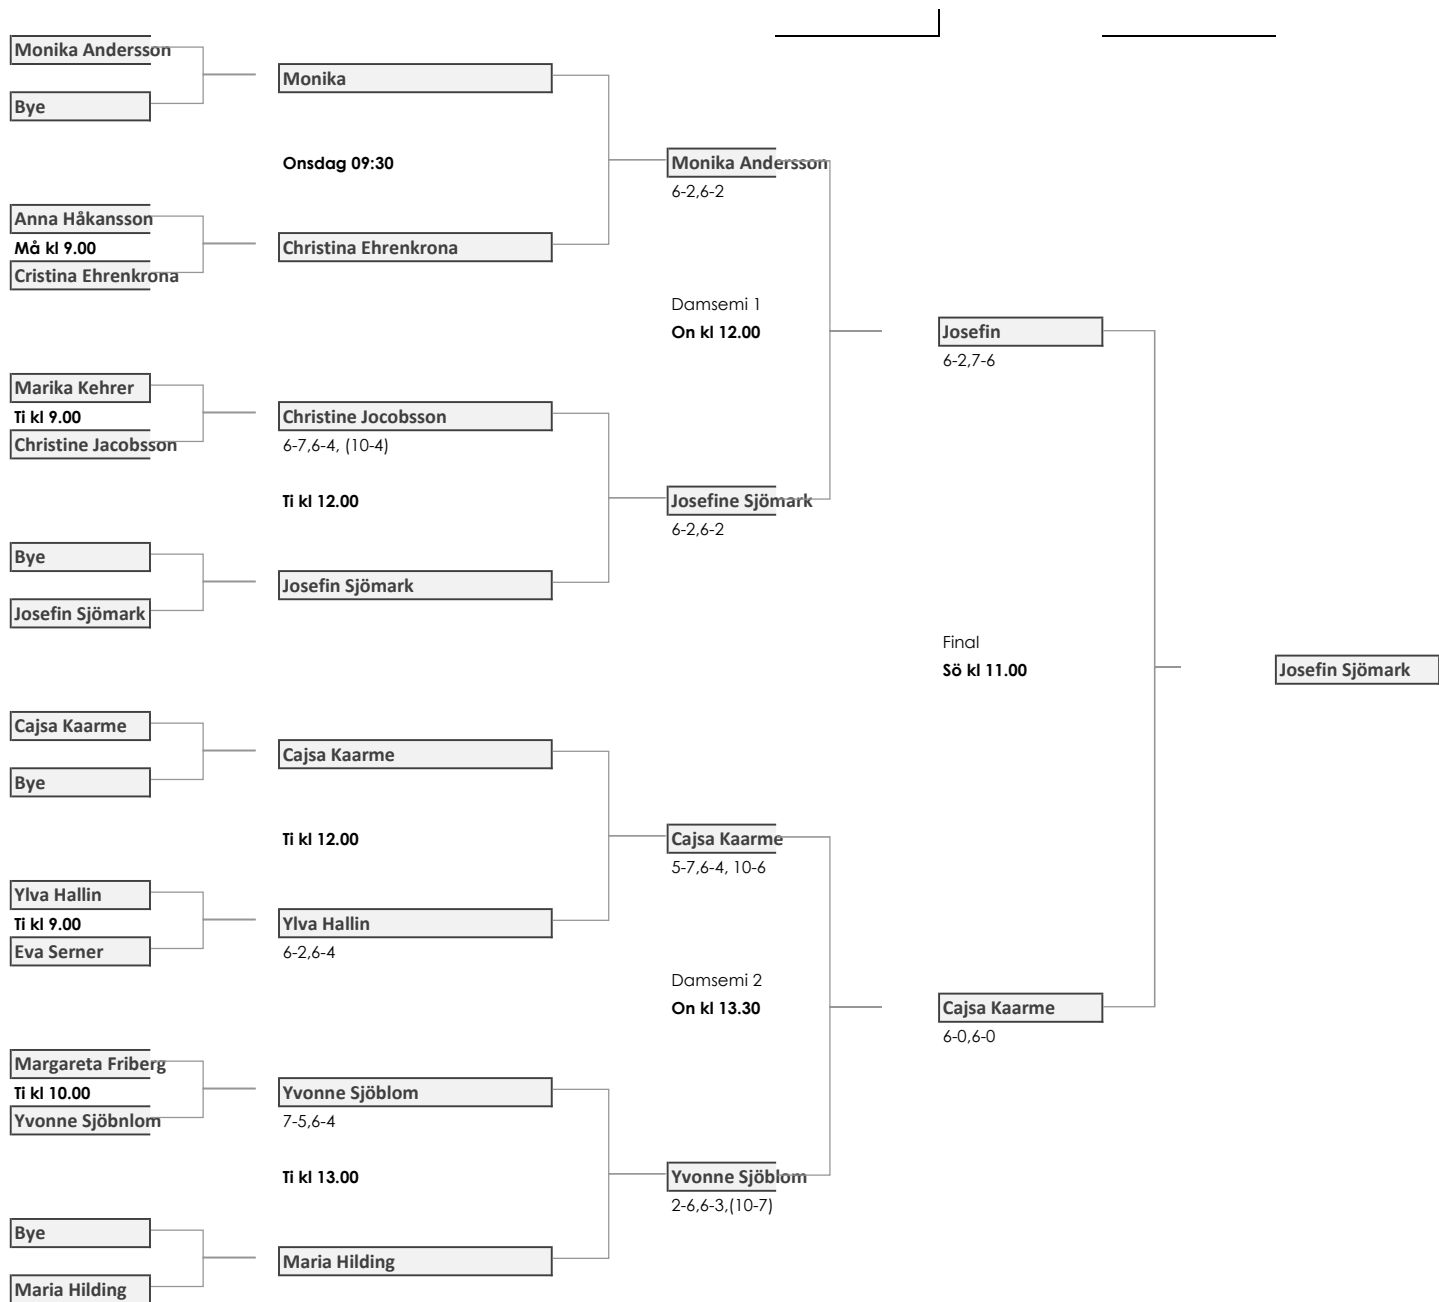 Monika Andersson
Monika
Bye
Onsdag 09:30
Monika Andersson
6-2,6-2
Anna Håkansson
Må kl 9.00
Christina Ehrenkrona
Cristina Ehrenkrona
Damsemi 1
On kl 12.00
Josefin
6-2,7-6
Marika Kehrer
Ti kl 9.00
Christine Jocobsson
Christine Jacobsson
6-7,6-4, (10-4)
Ti kl 12.00
Josefine Sjömark
6-2,6-2
Bye
Josefin Sjömark
Josefin Sjömark
Final
Sö kl 11.00
Josefin Sjömark
Cajsa Kaarme
Cajsa Kaarme
Bye
Ti kl 12.00
Cajsa Kaarme
5-7,6-4, 10-6
Ylva Hallin
Ti kl 9.00
Ylva Hallin
Eva Serner
6-2,6-4
Damsemi 2
On kl 13.30
Cajsa Kaarme
6-0,6-0
Margareta Friberg
Ti kl 10.00
Yvonne Sjöblom
Yvonne Sjöbnlom
7-5,6-4
Ti kl 13.00
Yvonne Sjöblom
2-6,6-3,(10-7)
Bye
Maria Hilding
Maria Hilding